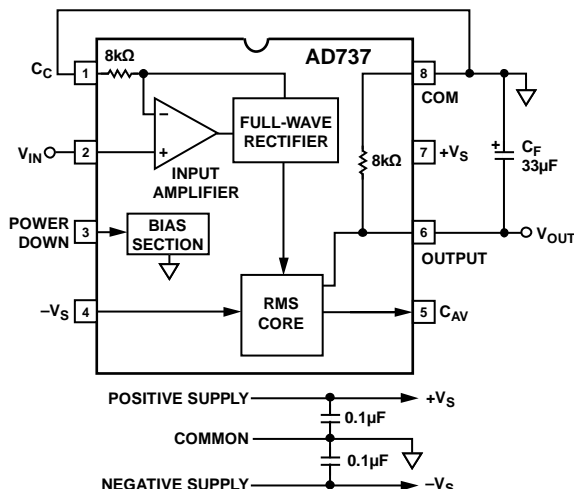 AD737
8kΩ
C_C 1
8
COM
FULL-WAVE
RECTIFIER
8kΩ
C_F
33µF
+
7 +V_S
V_IN 2
−
+
INPUT
AMPLIFIER
POWER
DOWN
3
BIAS
SECTION
6
OUTPUT
V_OUT
−V_S 4
RMS
CORE
5 C_AV
POSITIVE SUPPLY
+V_S
0.1µF
COMMON
0.1µF
NEGATIVE SUPPLY
−V_S